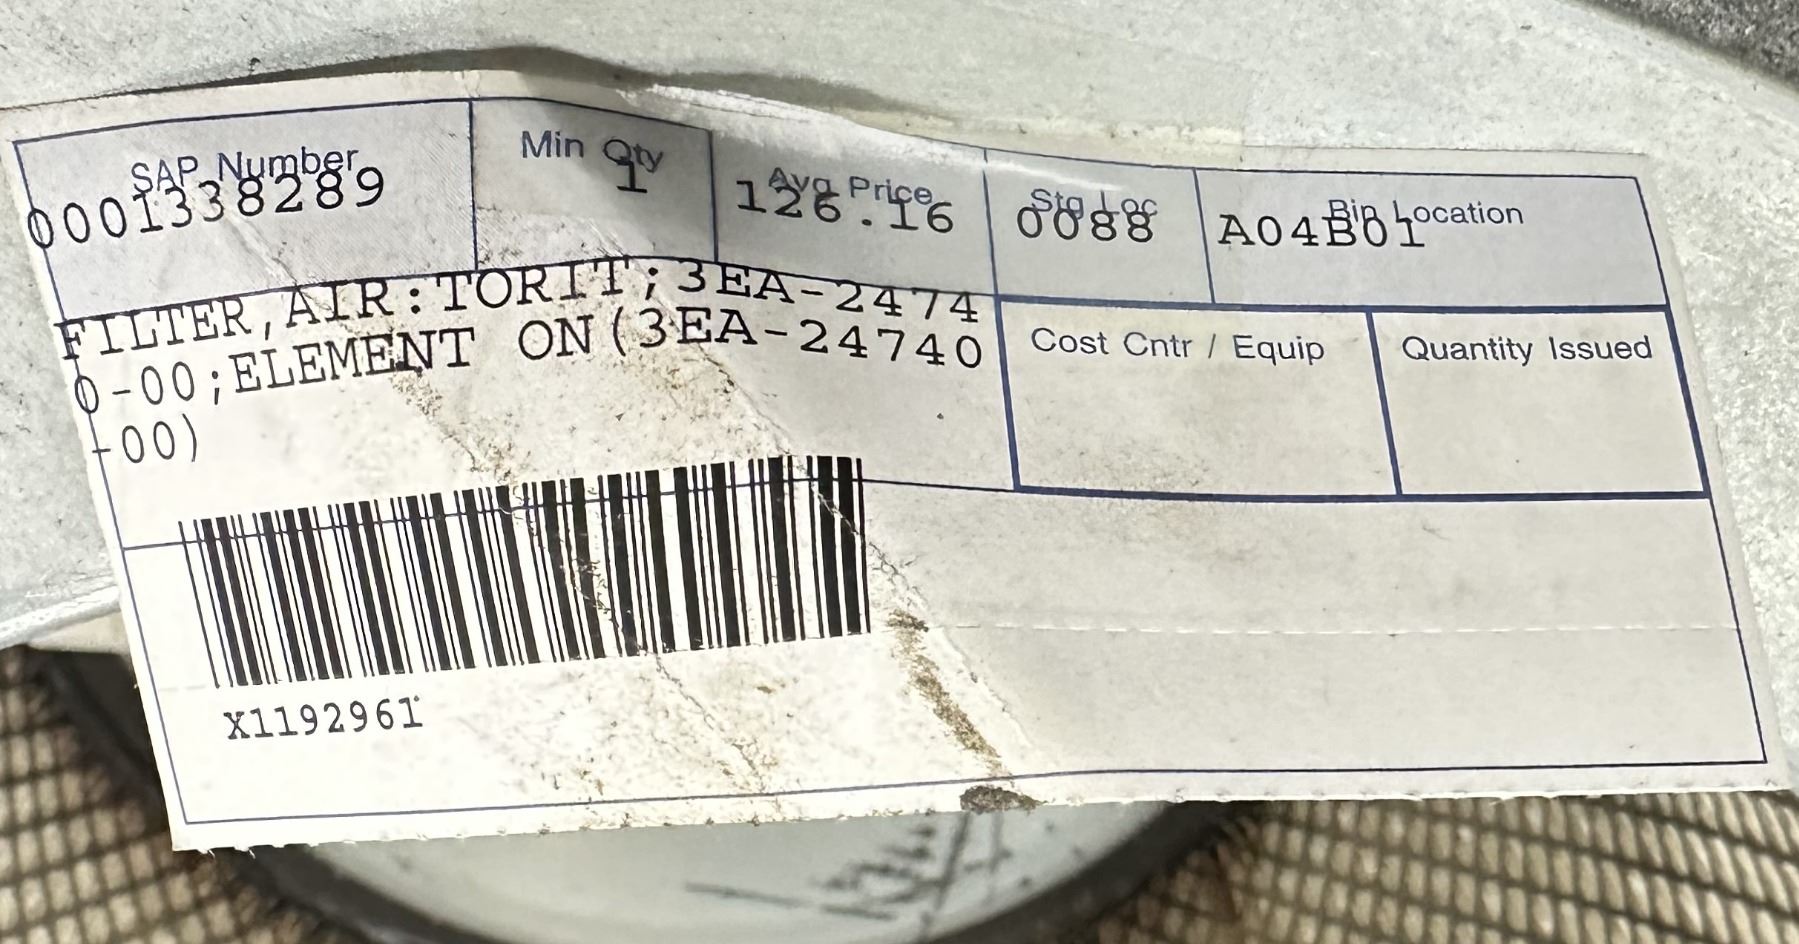 SAP Number
0001338289
Min Qty
1
Avg Price
126.16
Stg Loc
0088
Bin Location
A04B01
FILTER,AIR:TORIT;3EA-2474
0-00;ELEMENT ON(3EA-24740
-00)
Cost Cntr / Equip
Quantity Issued
X1192961